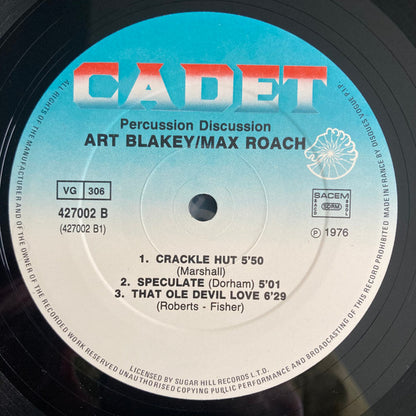 CADET
Percussion Discussion
ART BLAKEY/MAX ROACH
VG 306
427002 B
(427002 B1)
SACEM
SACD SDRM SGDL
℗ 1976
1. CRACKLE HUT 5'50
(Marshall)
2. SPECULATE (Dorham) 5'01
3. THAT OLE DEVIL LOVE 6'29
(Roberts - Fisher)
LICENSED BY SUGAR HILL RECORDS L.T.D.
ALL RIGHTS OF THE MANUFACTURER AND OF THE OWNER OF THE RECORDED WORK RESERVED UNAUTHORISED COPYING PUBLIC PERFORMANCE AND BROADCASTING OF THIS RECORD PROHIBITED MADE IN FRANCE BY DISQUES VOGUE P.I.P.